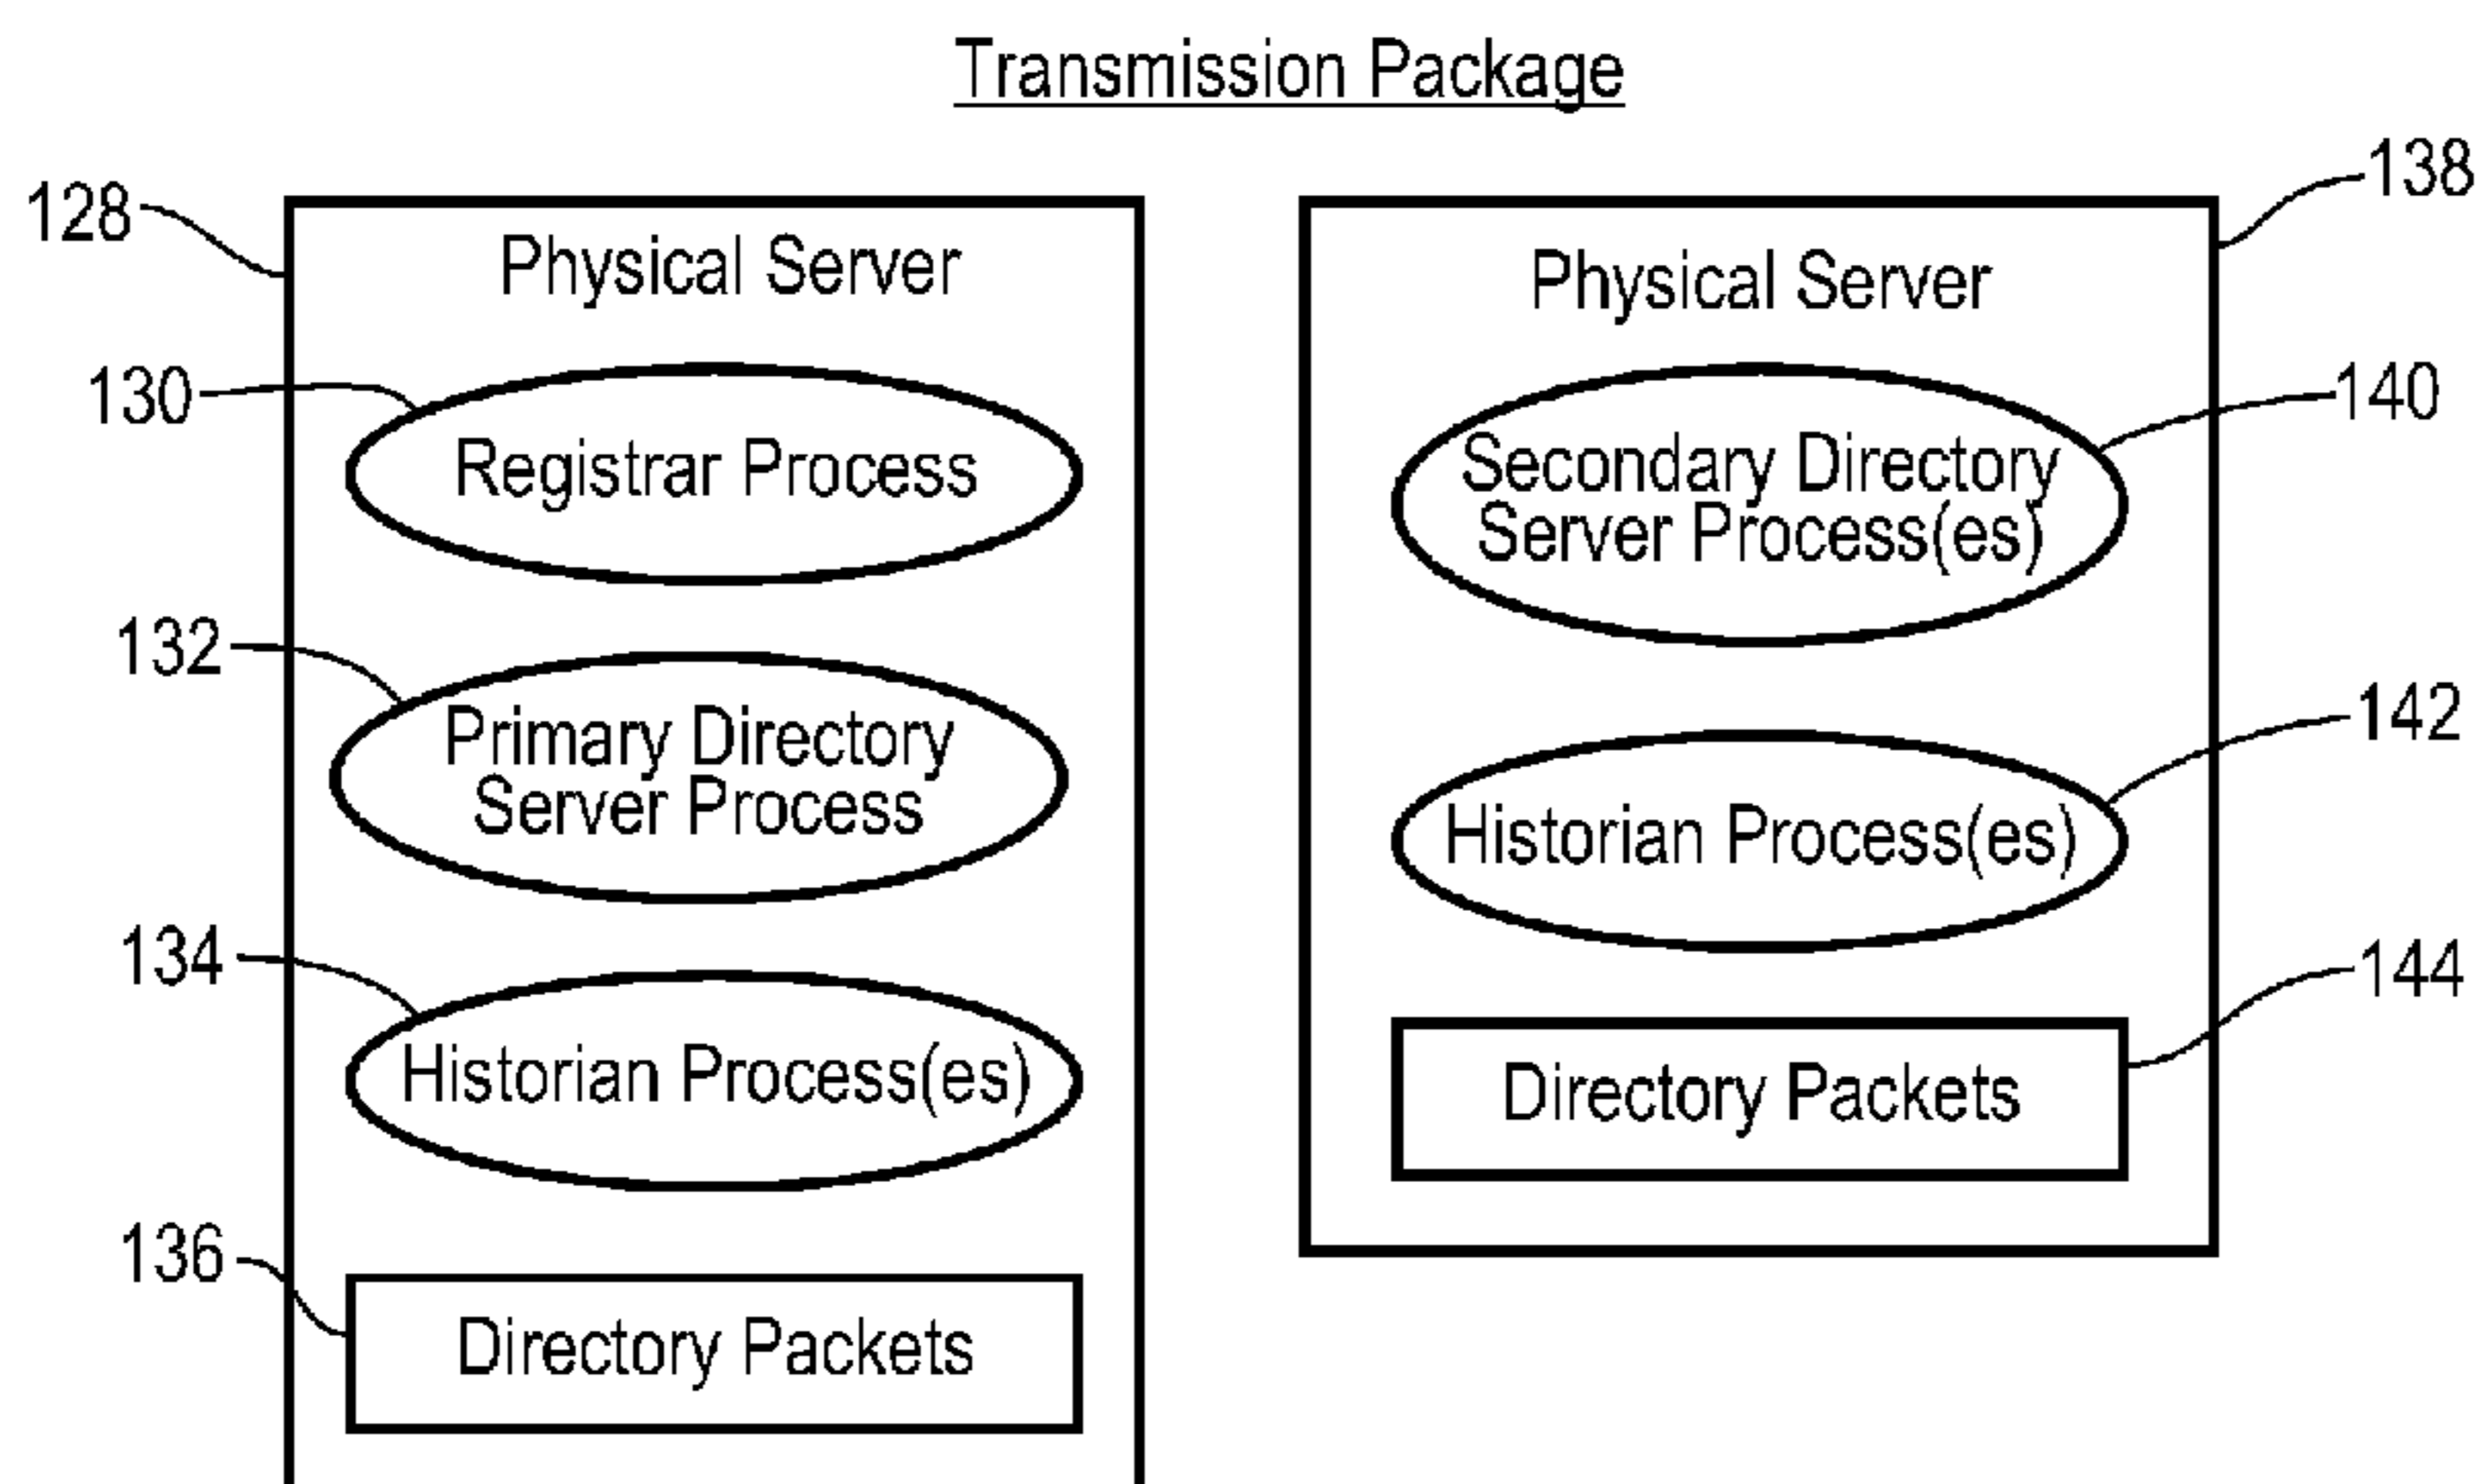 Transmission Package
128
Physical Server
130
Registrar Process
132
Primary Directory
Server Process
134
Historian Process(es)
136
Directory Packets
138
Physical Server
140
Secondary Directory
Server Process(es)
142
Historian Process(es)
144
Directory Packets